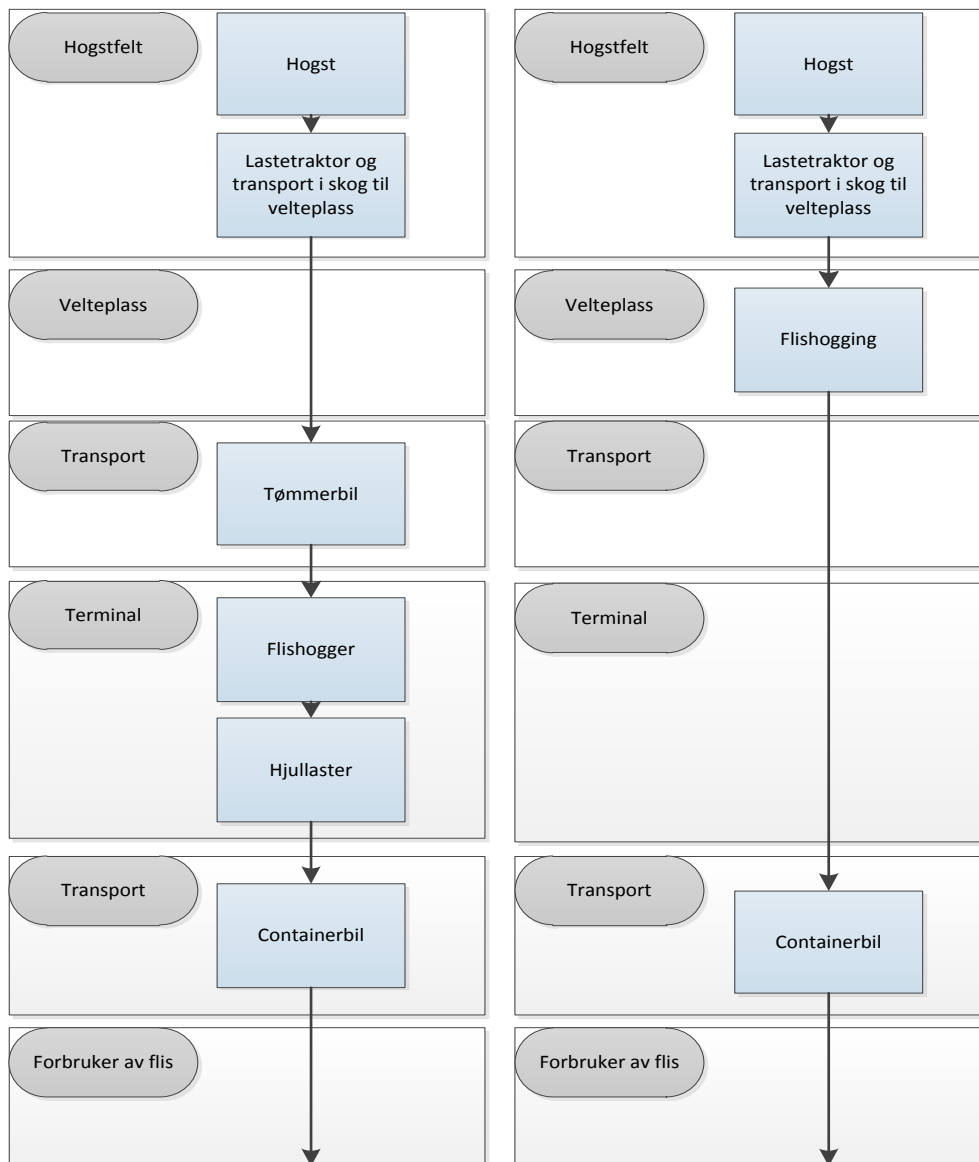 Hogstfelt
Hogst
Lastetraktor og
transport i skog til
velteplass
Velteplass
Transport
Tømmerbil
Terminal
Flishogger
Hjullaster
Transport
Containerbil
Forbruker av flis
Hogstfelt
Hogst
Lastetraktor og
transport i skog til
velteplass
Velteplass
Flishogging
Transport
Terminal
Transport
Containerbil
Forbruker av flis